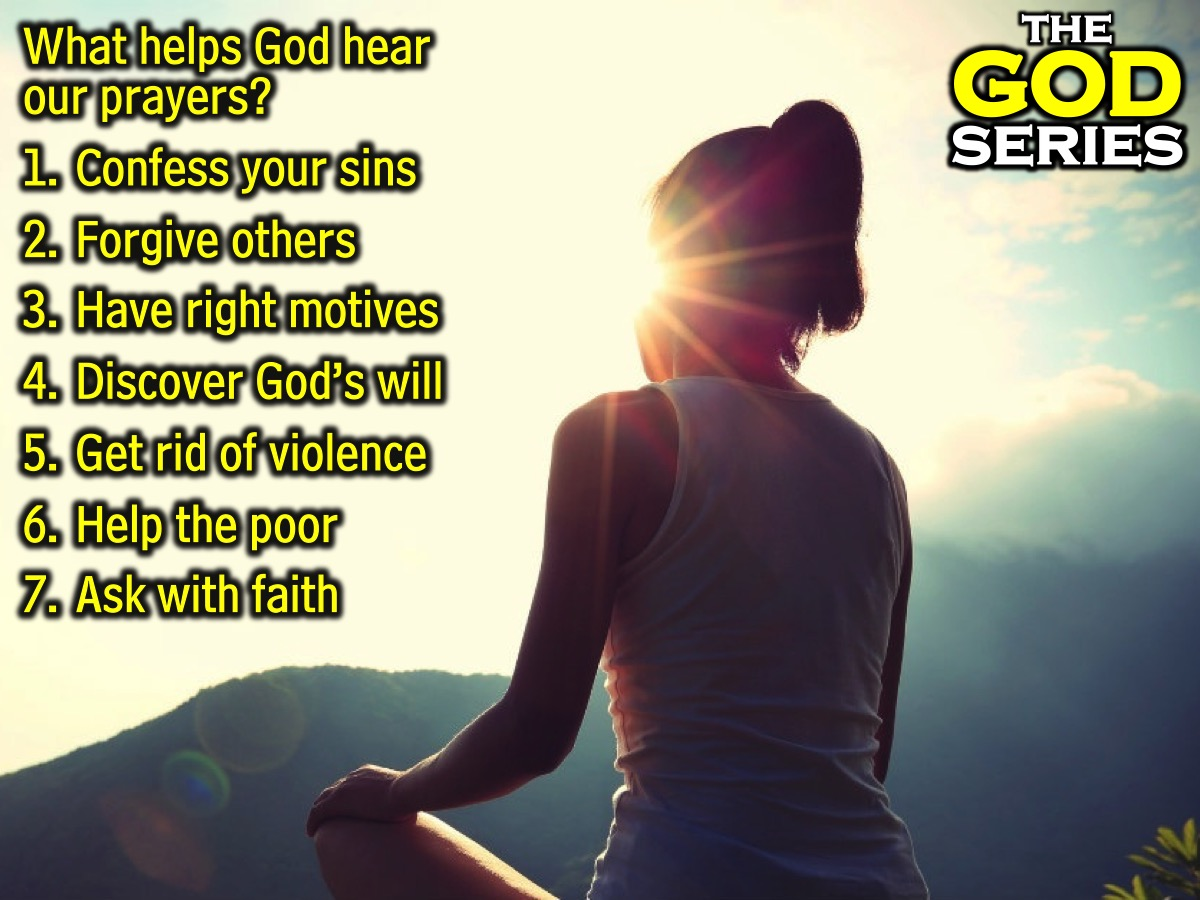 What helps God hear
our prayers?
1. Confess your sins
2. Forgive others
3. Have right motives
4. Discover God’s will
5. Get rid of violence
6. Help the poor
7. Ask with faith
THE
GOD
SERIES